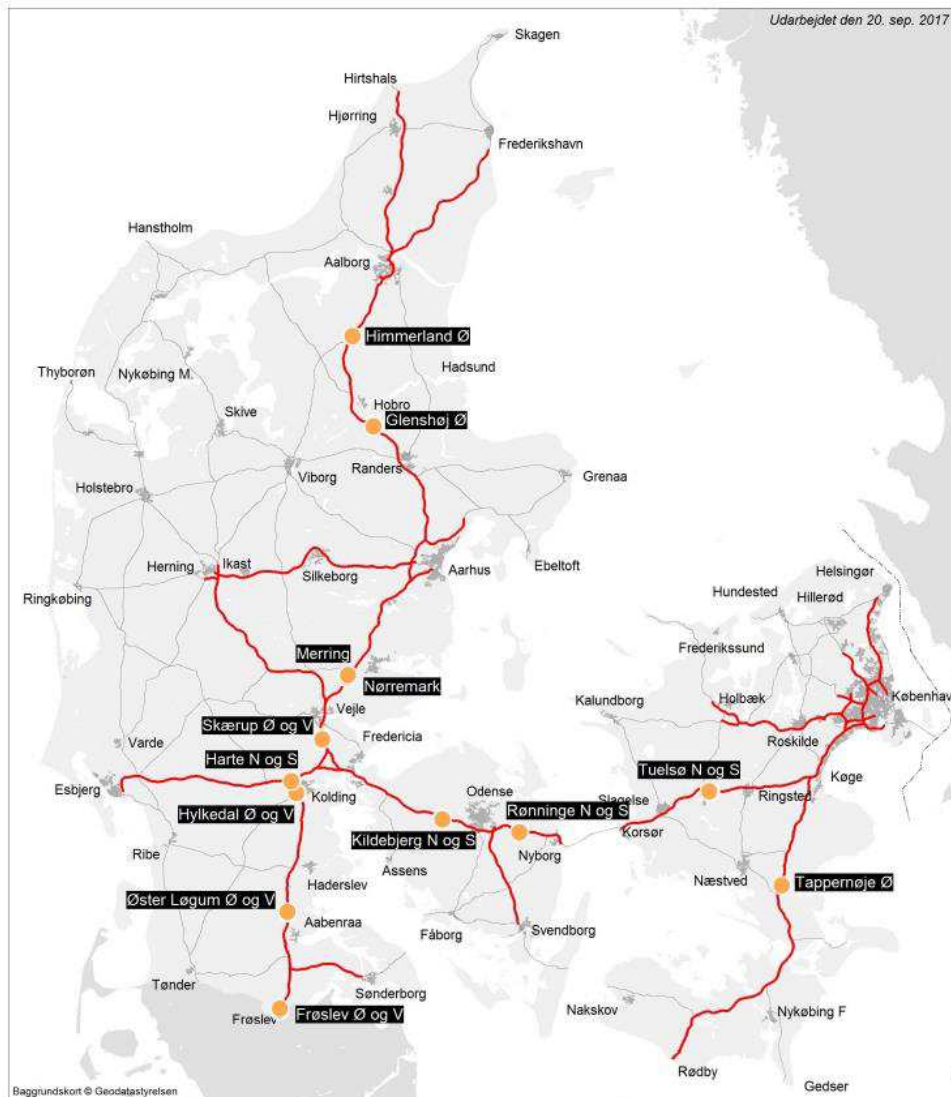 Udarbejdet den 20. sep. 2017
Skagen
Hirtshals
Hjørring
Frederikshavn
Hanstholm
Aalborg
Himmerland Ø
Hadsund
Thyborøn
Nykøbing M.
Hobro
Skive
Glenshøj Ø
Randers
Viborg
Grenaa
Holstebro
Herning
Ikast
Silkeborg
Aarhus
Ebeltoft
Ringkøbing
Helsingør
Hundested
Hillerød
Frederikssund
Merring
Nørremark
København
Kalundborg
Holbæk
Vejle
Skærup Ø og V
Fredericia
Varde
Roskilde
Harte N og S
Tuelsø N og S
Køge
Esbjerg
Kolding
Odense
Ringsted
Hylkedal Ø og V
Rønninge N og S
Slagelse
Korsør
Kildebjerg N og S
Nyborg
Ribe
Assens
Næstved
Haderslev
Tappernøje Ø
Øster Løgum Ø og V
Aabenraa
Fåborg
Svendborg
Tønder
Sønderborg
Nakskov
Nykøbing F
Frøslev
Frøslev Ø og V
Rødby
Gedser
Baggrundskort © Geodatastyrelsen